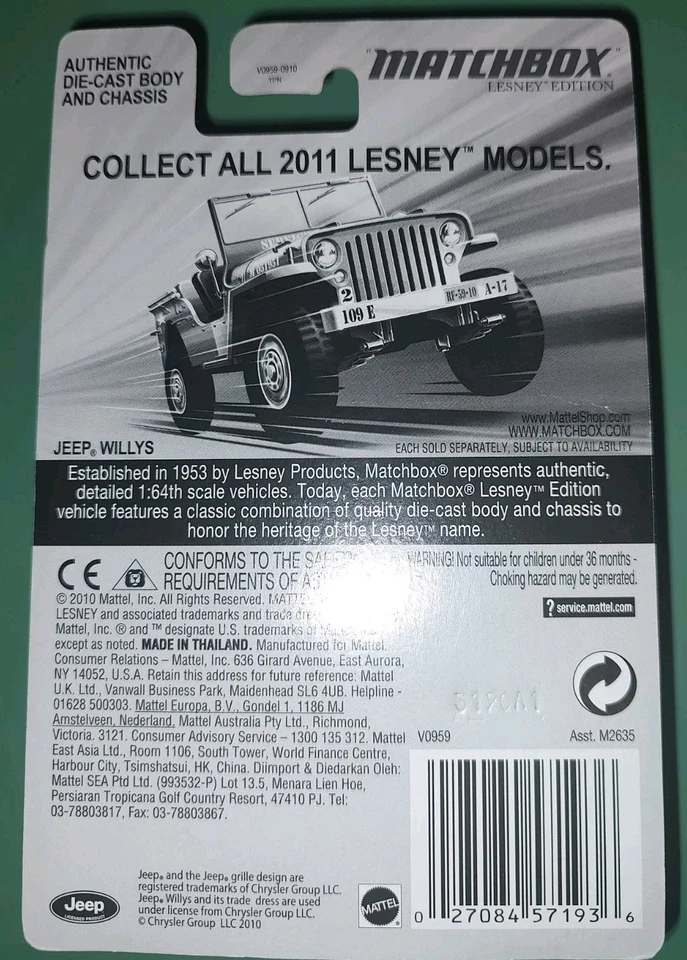 AUTHENTIC
DIE-CAST BODY
AND CHASSIS
V0959-0910
"MATCHBOX"
LESNEY® EDITION
COLLECT ALL 2011 LESNEY™ MODELS.
2
109 E
RF-59-10 A-17
www.MattelShop.com
WWW.MATCHBOX.COM
JEEP® WILLYS
EACH SOLD SEPARATELY, SUBJECT TO AVAILABILITY
Established in 1953 by Lesney Products, Matchbox® represents authentic,
detailed 1:64th scale vehicles. Today, each Matchbox® Lesney™ Edition
vehicle features a classic combination of quality die-cast body and chassis to
honor the heritage of the Lesney™ name.
CE
CONFORMS TO THE
REQUIREMENTS OF
WARNING! Not suitable for children under 36 months -
Choking hazard may be generated.
? service.mattel.com
© 2010 Mattel, Inc. All Rights Reserved.
LESNEY and associated trademarks and trade
Mattel, Inc. ® and ™ designate U.S. trademarks of
except as noted. MADE IN THAILAND. Manufactured for Mattel.
Consumer Relations – Mattel, Inc. 636 Girard Avenue, East Aurora,
NY 14052, U.S.A. Retain this address for future reference: Mattel
U.K. Ltd., Vanwall Business Park, Maidenhead SL6 4UB. Helpline -
01628 500303. Mattel Europa, B.V., Gondel 1, 1186 MJ
Amstelveen, Nederland. Mattel Australia Pty Ltd., Richmond,
Victoria. 3121. Consumer Advisory Service – 1300 135 312. Mattel
East Asia Ltd., Room 1106, South Tower, World Finance Centre,
Harbour City, Tsimshatsui, HK, China. Diimport & Diedarkan Oleh:
Mattel SEA Ptd Ltd. (993532-P) Lot 13.5, Menara Lien Hoe,
Persiaran Tropicana Golf Country Resort, 47410 PJ. Tel:
03-78803817, Fax: 03-78803867.
V0959
Asst. M2635
0 27084 57193 6
Jeep
LICENSED PRODUCT
Jeep® and the Jeep® grille design are
registered trademarks of Chrysler Group LLC.
Jeep® Willys and its trade dress are used
under license from Chrysler Group LLC.
© Chrysler Group LLC 2010
MATTEL